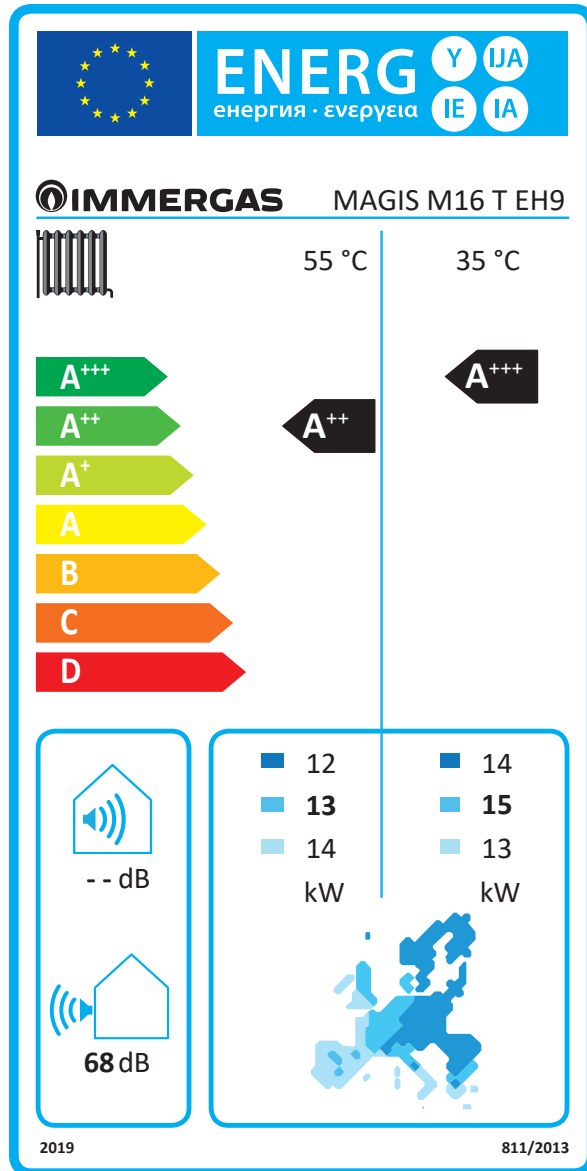 ENERG Y IJA
енергия · ενεργεια IE IA
IMMERGAS MAGIS M16 T EH9
55 °C 35 °C
A+++ A+++
A++ A++
A+
A
B
C
D
12 14
13 15
14 13
kW kW
-- dB
68 dB
2019 811/2013